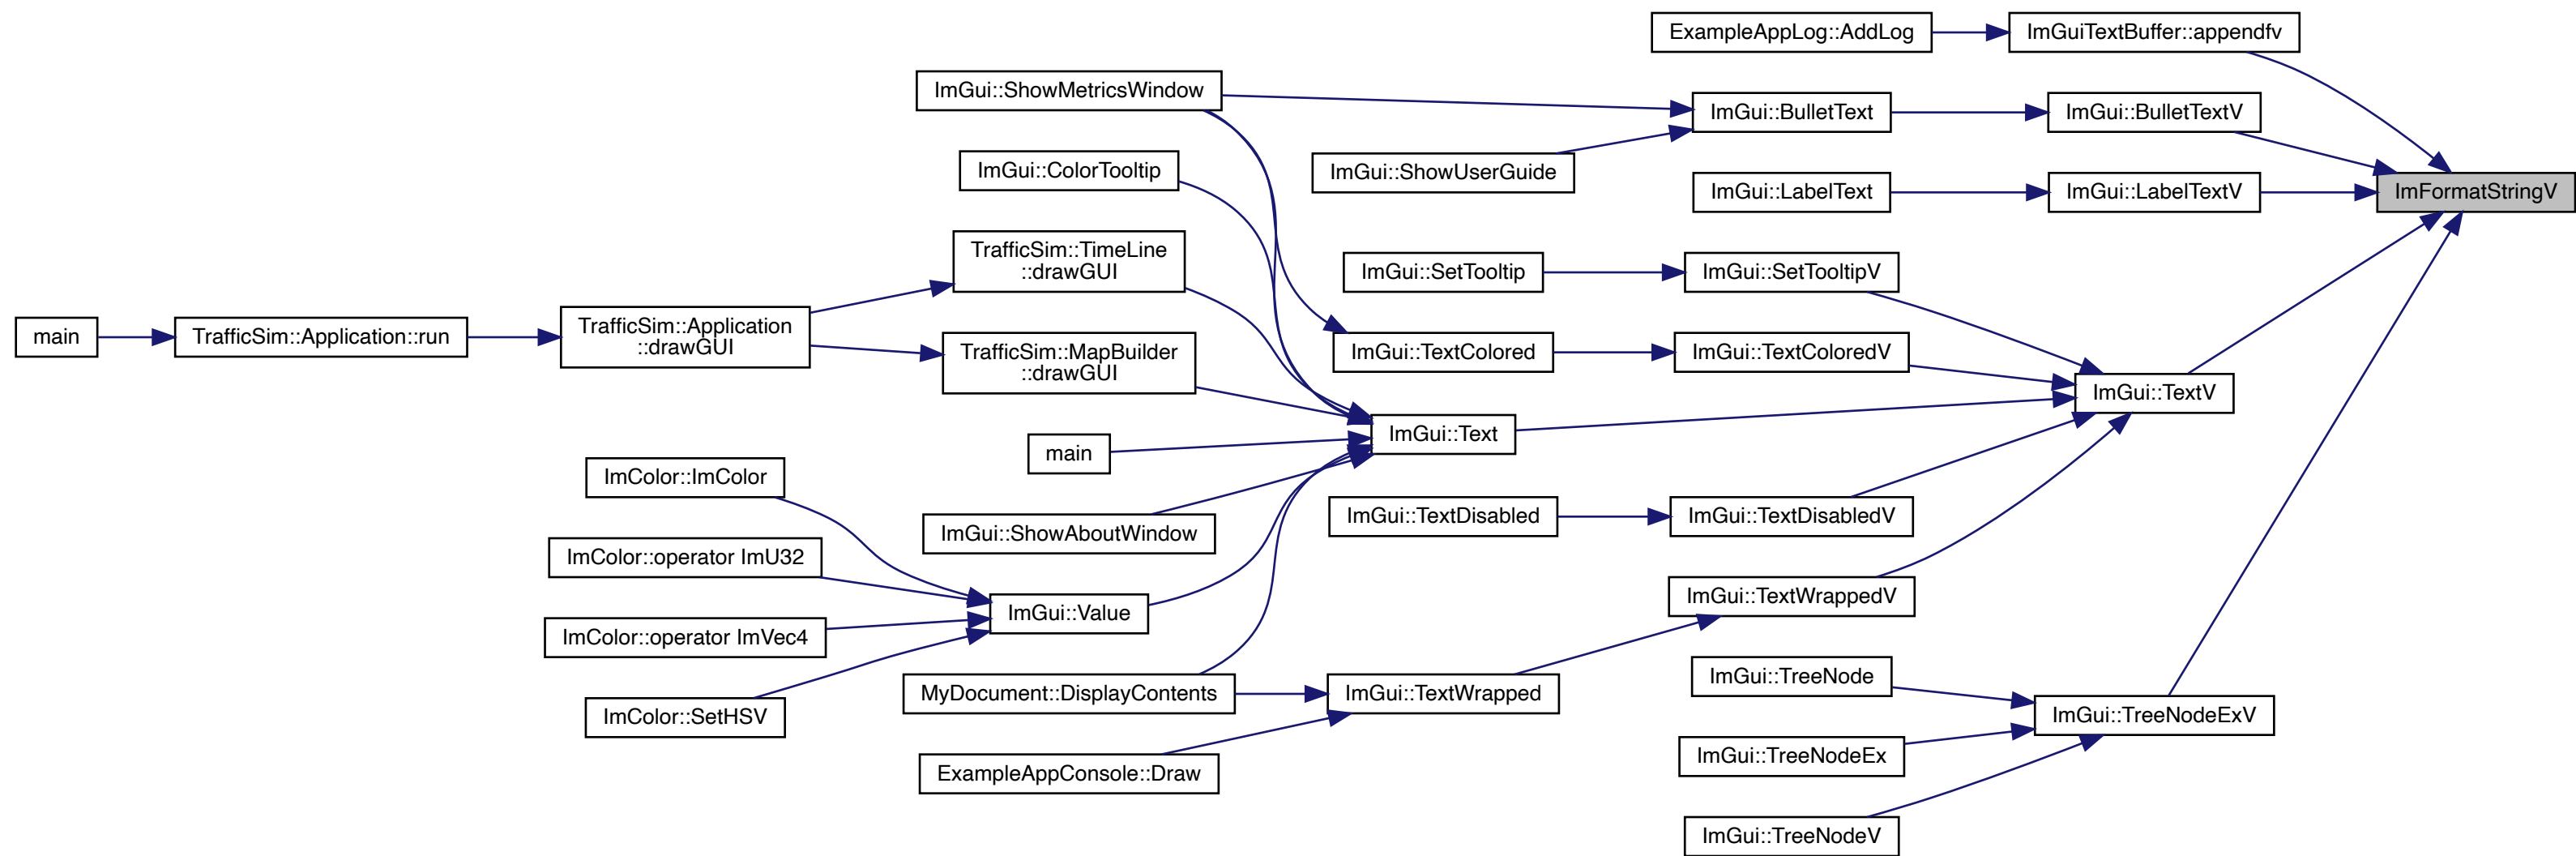 ExampleAppLog::AddLog
ImGuiTextBuffer::appendfv
ImGui::ShowMetricsWindow
ImGui::BulletText
ImGui::BulletTextV
ImGui::ColorTooltip
ImGui::ShowUserGuide
ImGui::LabelText
ImGui::LabelTextV
ImFormatStringV
TrafficSim::TimeLine
::drawGUI
ImGui::SetTooltip
ImGui::SetTooltipV
main
TrafficSim::Application::run
TrafficSim::Application
::drawGUI
TrafficSim::MapBuilder
::drawGUI
ImGui::TextColored
ImGui::TextColoredV
ImGui::TextV
ImGui::Text
main
ImColor::ImColor
ImGui::ShowAboutWindow
ImGui::TextDisabled
ImGui::TextDisabledV
ImColor::operator ImU32
ImGui::Value
ImGui::TextWrappedV
ImColor::operator ImVec4
ImGui::TreeNode
MyDocument::DisplayContents
ImGui::TextWrapped
ImColor::SetHSV
ImGui::TreeNodeExV
ImGui::TreeNodeEx
ExampleAppConsole::Draw
ImGui::TreeNodeV